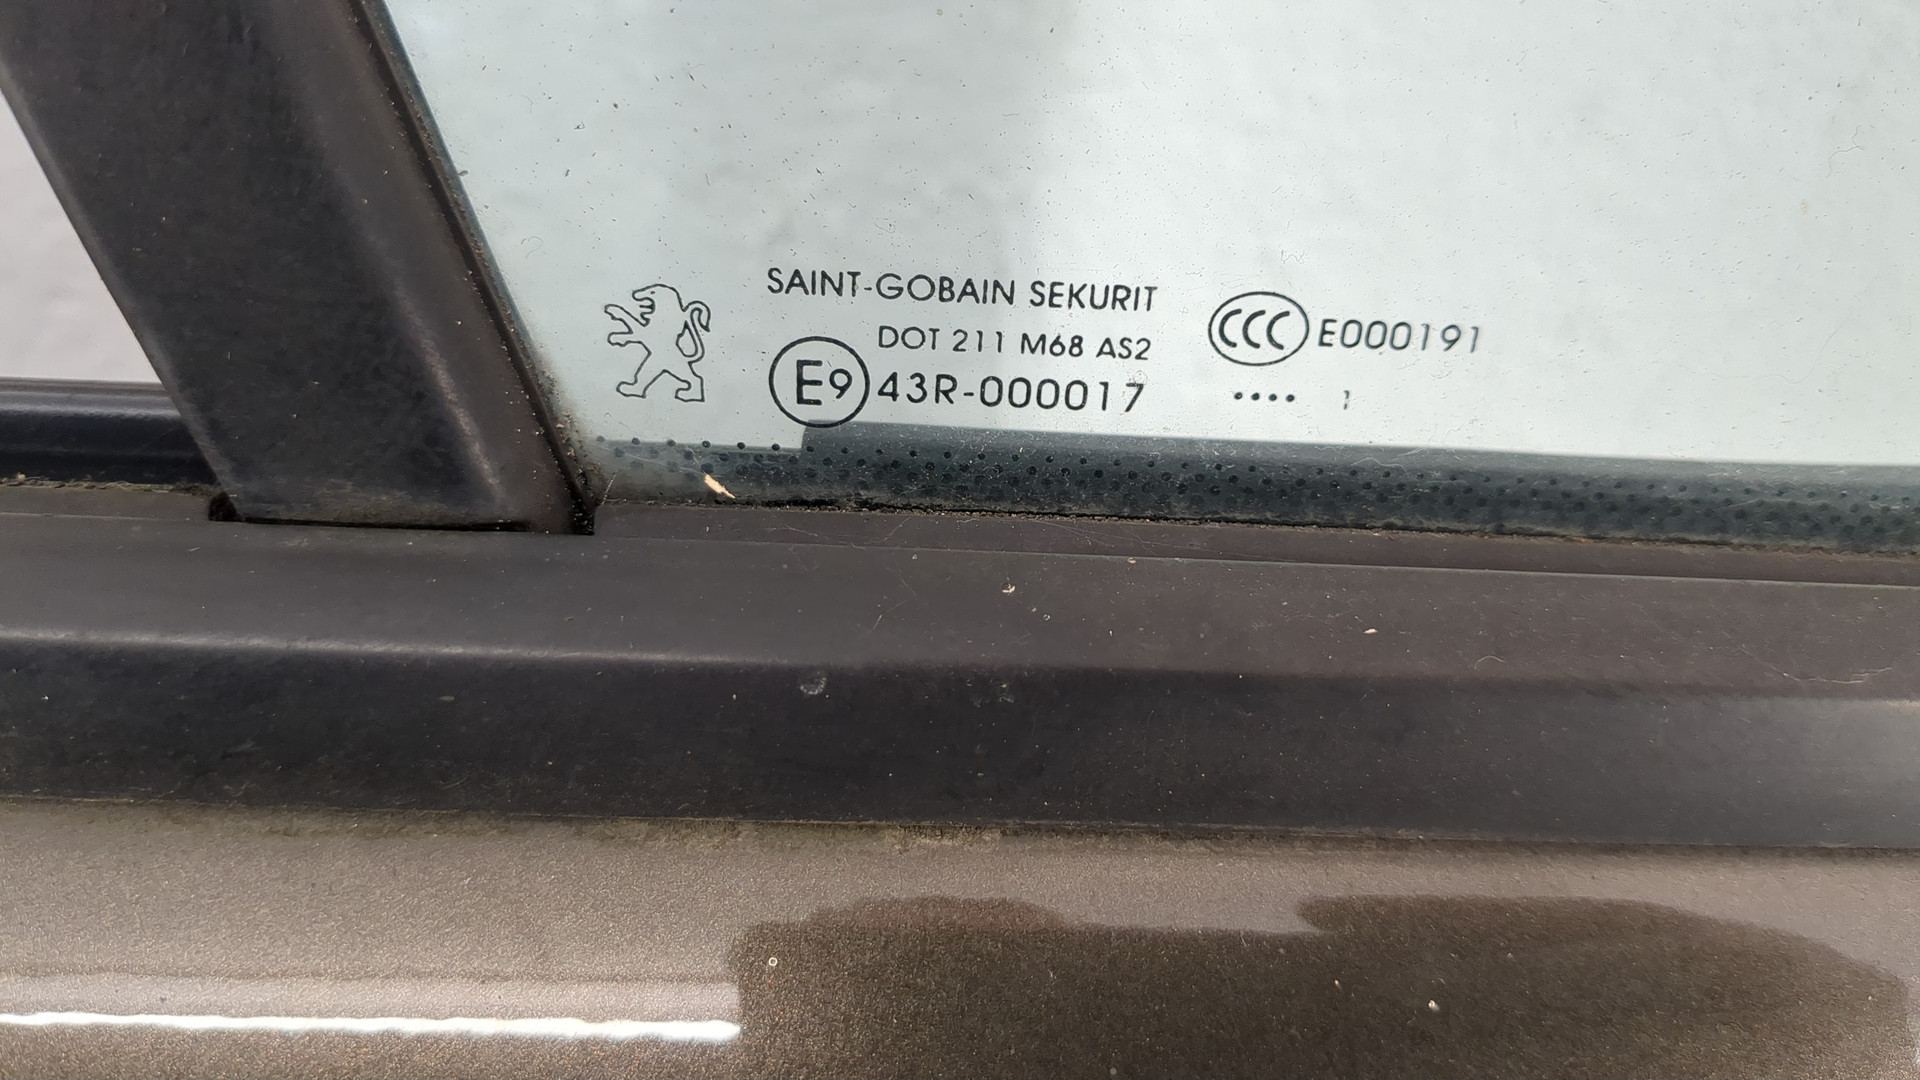 SAINT-GOBAIN SEKURIT
DOT 211 M68 AS2
E9 43R-000017
CCC E000191
.... 1